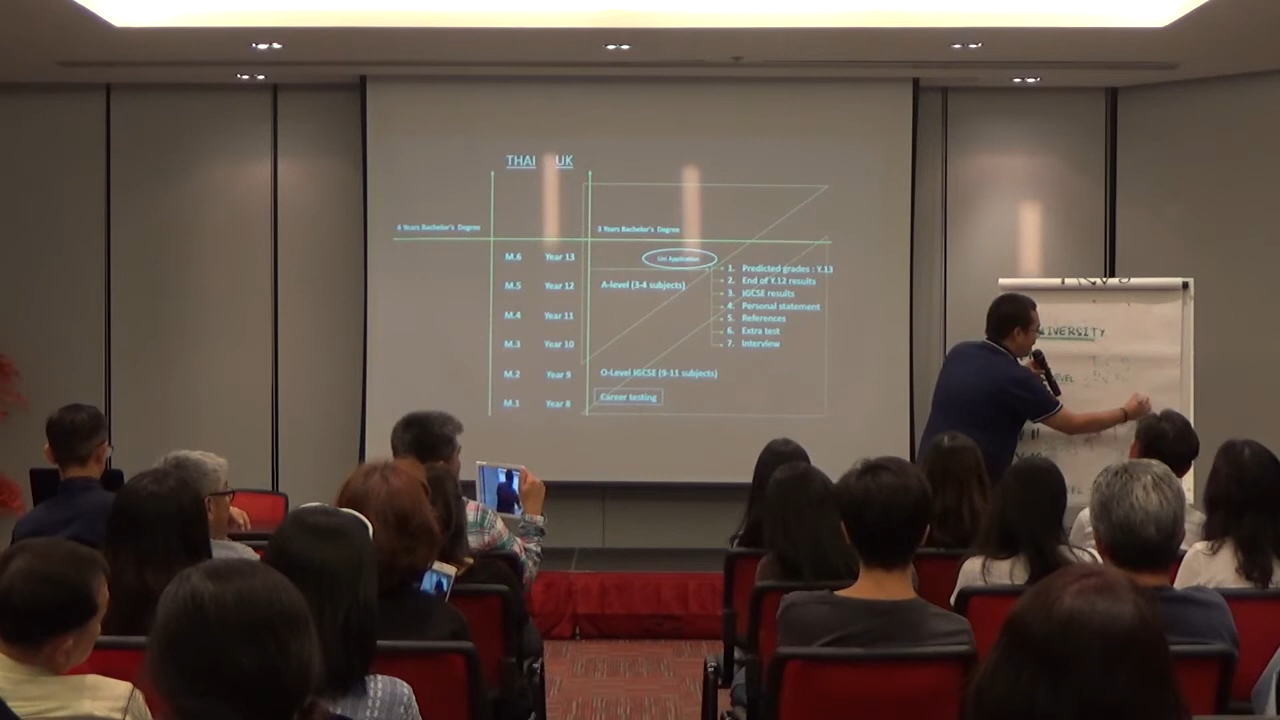 THAI UK
4 Years Bachelor's Degree
3 Years Bachelor's Degree
M.6 Year 13
Uni Application
M.5 Year 12
A-level (3-4 subjects)
M.4 Year 11
M.3 Year 10
M.2 Year 9
O-Level IGCSE (9-11 subjects)
M.1 Year 8
Career testing
1. Predicted grades : Y.13
2. End of Y.12 results
3. IGCSE results
4. Personal statement
5. References
6. Extra test
7. Interview